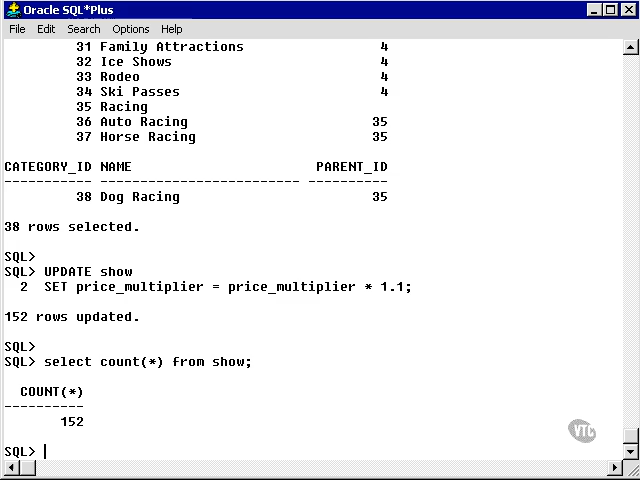 Oracle SQL*Plus
File Edit Search Options Help
31 Family Attractions 4
32 Ice Shows 4
33 Rodeo 4
34 Ski Passes 4
35 Racing
36 Auto Racing 35
37 Horse Racing 35
CATEGORY_ID NAME PARENT_ID
----------- ------------------------- ----------
38 Dog Racing 35
38 rows selected.
SQL>
SQL> UPDATE show
2 SET price_multiplier = price_multiplier * 1.1;
152 rows updated.
SQL>
SQL> select count(*) from show;
COUNT(*)
----------
152
VTC
SQL>